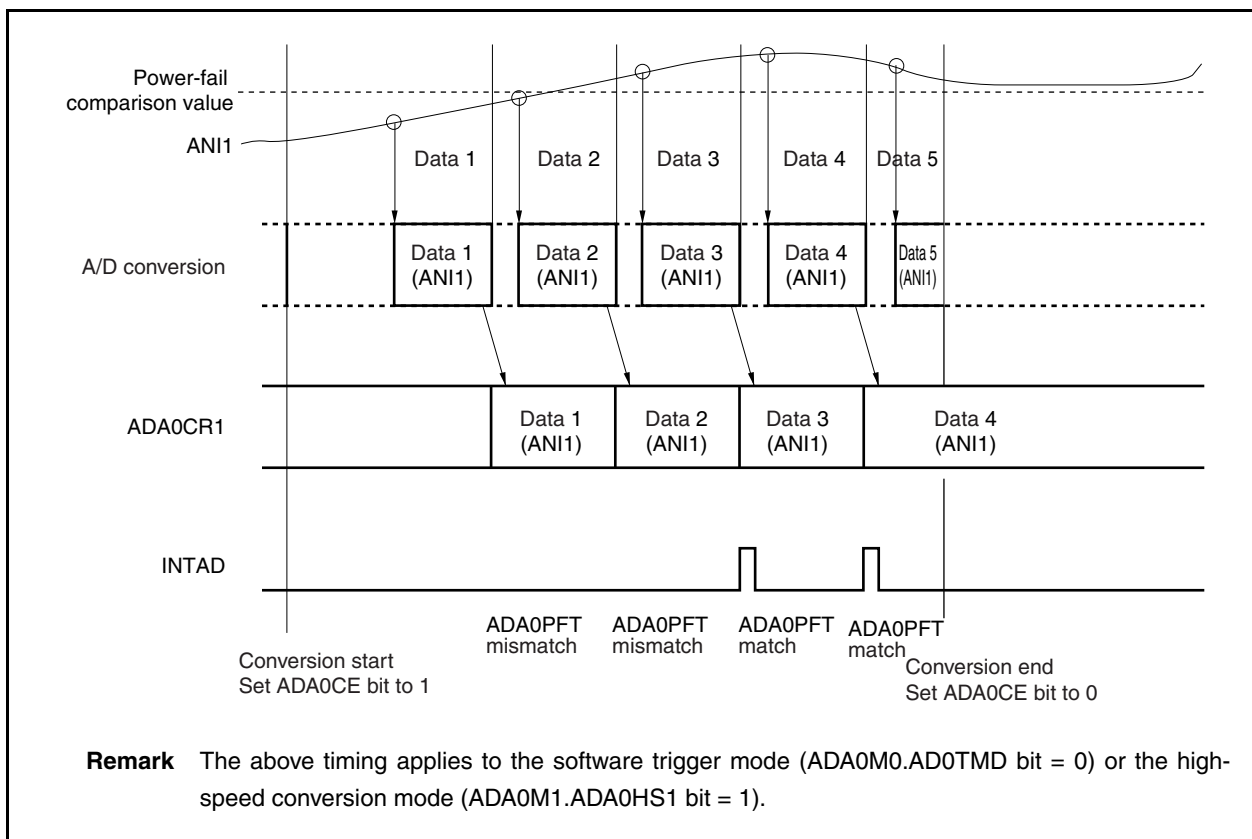 Power-fail
comparison value
ANI1
Data 1
Data 2
Data 3
Data 4
Data 5
A/D conversion
Data 1
(ANI1)
Data 2
(ANI1)
Data 3
(ANI1)
Data 4
(ANI1)
Data 5
(ANI1)
ADA0CR1
Data 1
(ANI1)
Data 2
(ANI1)
Data 3
(ANI1)
Data 4
(ANI1)
INTAD
ADA0PFT
mismatch
ADA0PFT
mismatch
ADA0PFT
match
ADA0PFT
match
Conversion start
Set ADA0CE bit to 1
Conversion end
Set ADA0CE bit to 0
Remark The above timing applies to the software trigger mode (ADA0M0.AD0TMD bit = 0) or the high-
speed conversion mode (ADA0M1.ADA0HS1 bit = 1).